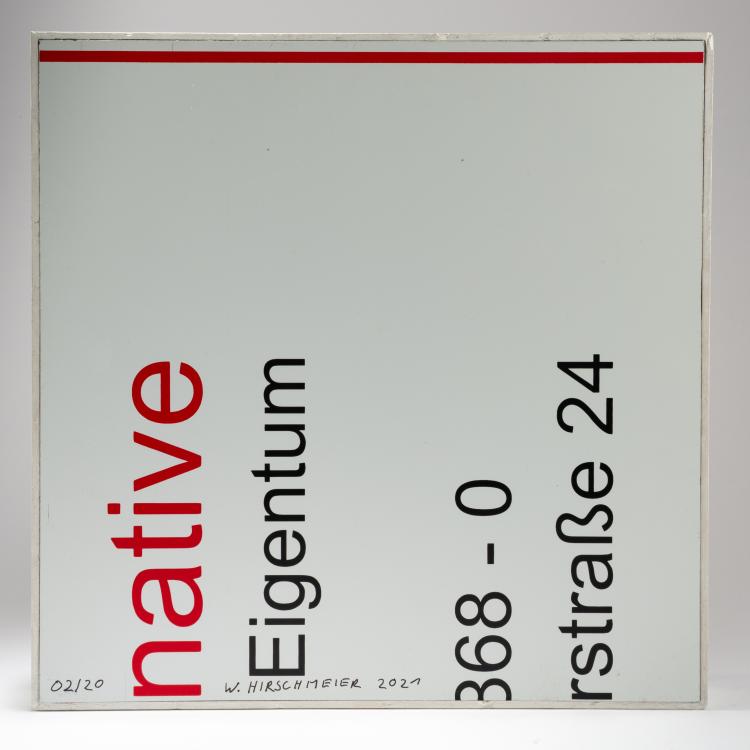 native
Eigentum
368 - 0
rstraße 24
02/20 W. HIRSCHMEIER 2021